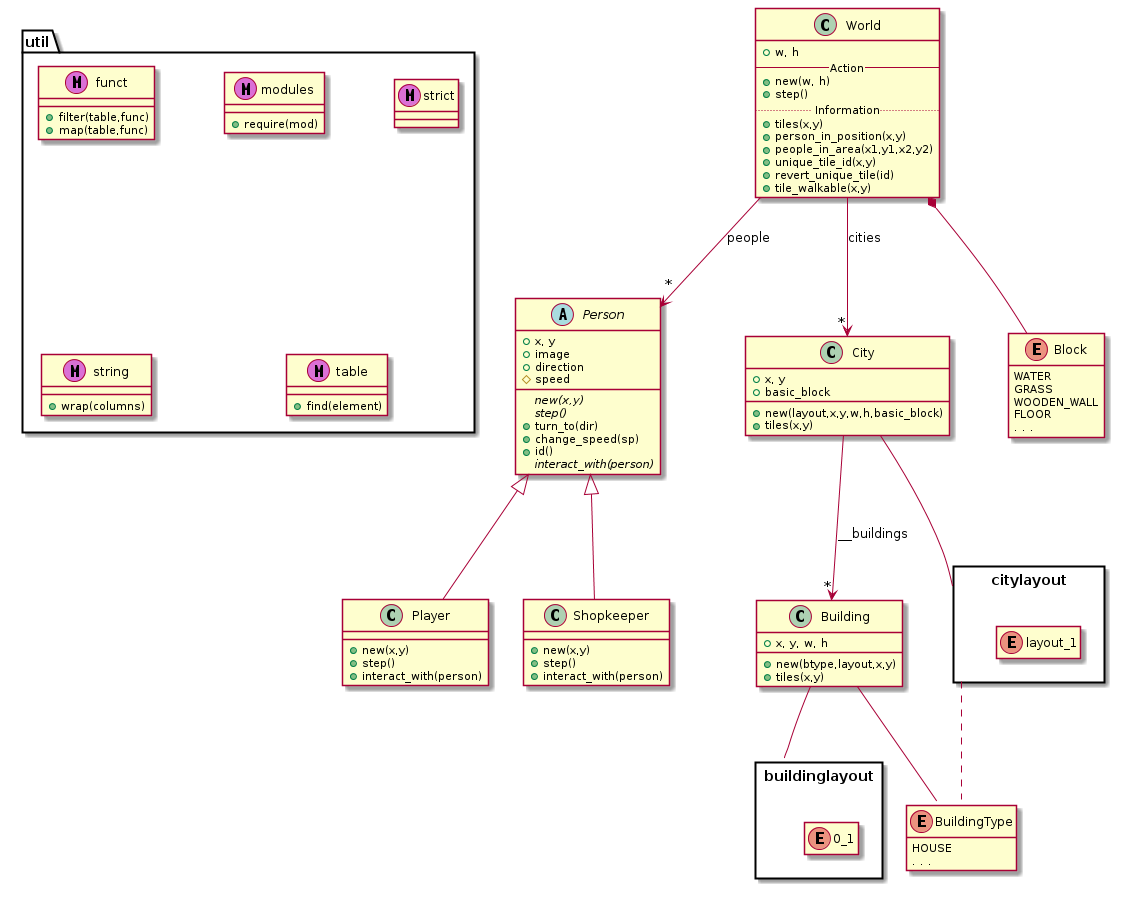 util
M funct
filter(table,func)
map(table,func)
M modules
require(mod)
M strict
M string
wrap(columns)
M table
find(element)
C World
w, h
Action
new(w, h)
step()
Information
tiles(x,y)
person_in_position(x,y)
people_in_area(x1,y1,x2,y2)
unique_tile_id(x,y)
revert_unique_tile(id)
tile_walkable(x,y)
people
*
cities
*
A Person
x, y
image
direction
speed
new(x,y)
step()
turn_to(dir)
change_speed(sp)
id()
interact_with(person)
C City
x, y
basic_block
new(layout,x,y,w,h,basic_block)
tiles(x,y)
E Block
WATER
GRASS
WOODEN_WALL
FLOOR
. . .
__buildings
*
C Player
new(x,y)
step()
interact_with(person)
C Shopkeeper
new(x,y)
step()
interact_with(person)
C Building
x, y, w, h
new(btype,layout,x,y)
tiles(x,y)
citylayout
E layout_1
buildinglayout
E 0_1
E BuildingType
HOUSE
. . .